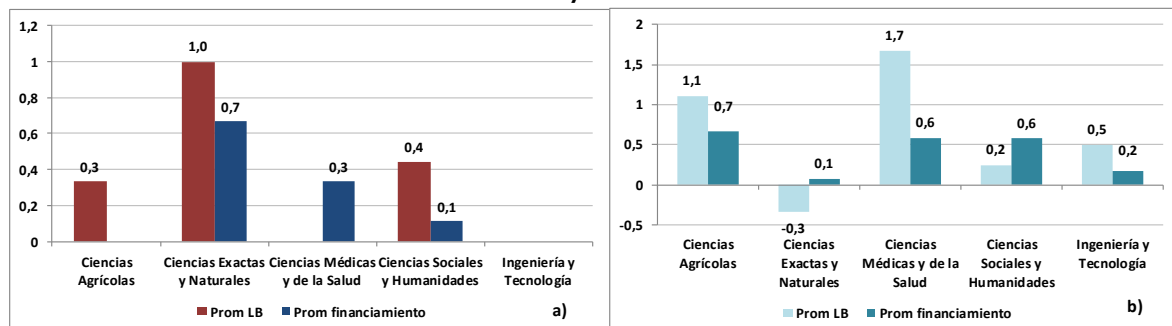 y
1,2
1
0,8
0,6
0,4
0,2
0
0,3
1,0
0,7
0,3
0,4
0,1
Ciencias Agrícolas
Ciencias Exactas y Naturales
Ciencias Médicas y de la Salud
Ciencias Sociales y Humanidades
Ingeniería y Tecnología
Prom LB
Prom financiamiento
a)
2
1,5
1
0,5
0
-0,5
1,1
0,7
-0,3
0,1
1,7
0,6
0,2
0,6
0,5
0,2
Ciencias Agrícolas
Ciencias Exactas y Naturales
Ciencias Médicas y de la Salud
Ciencias Sociales y Humanidades
Ingeniería y Tecnología
Prom LB
Prom financiamiento
b)